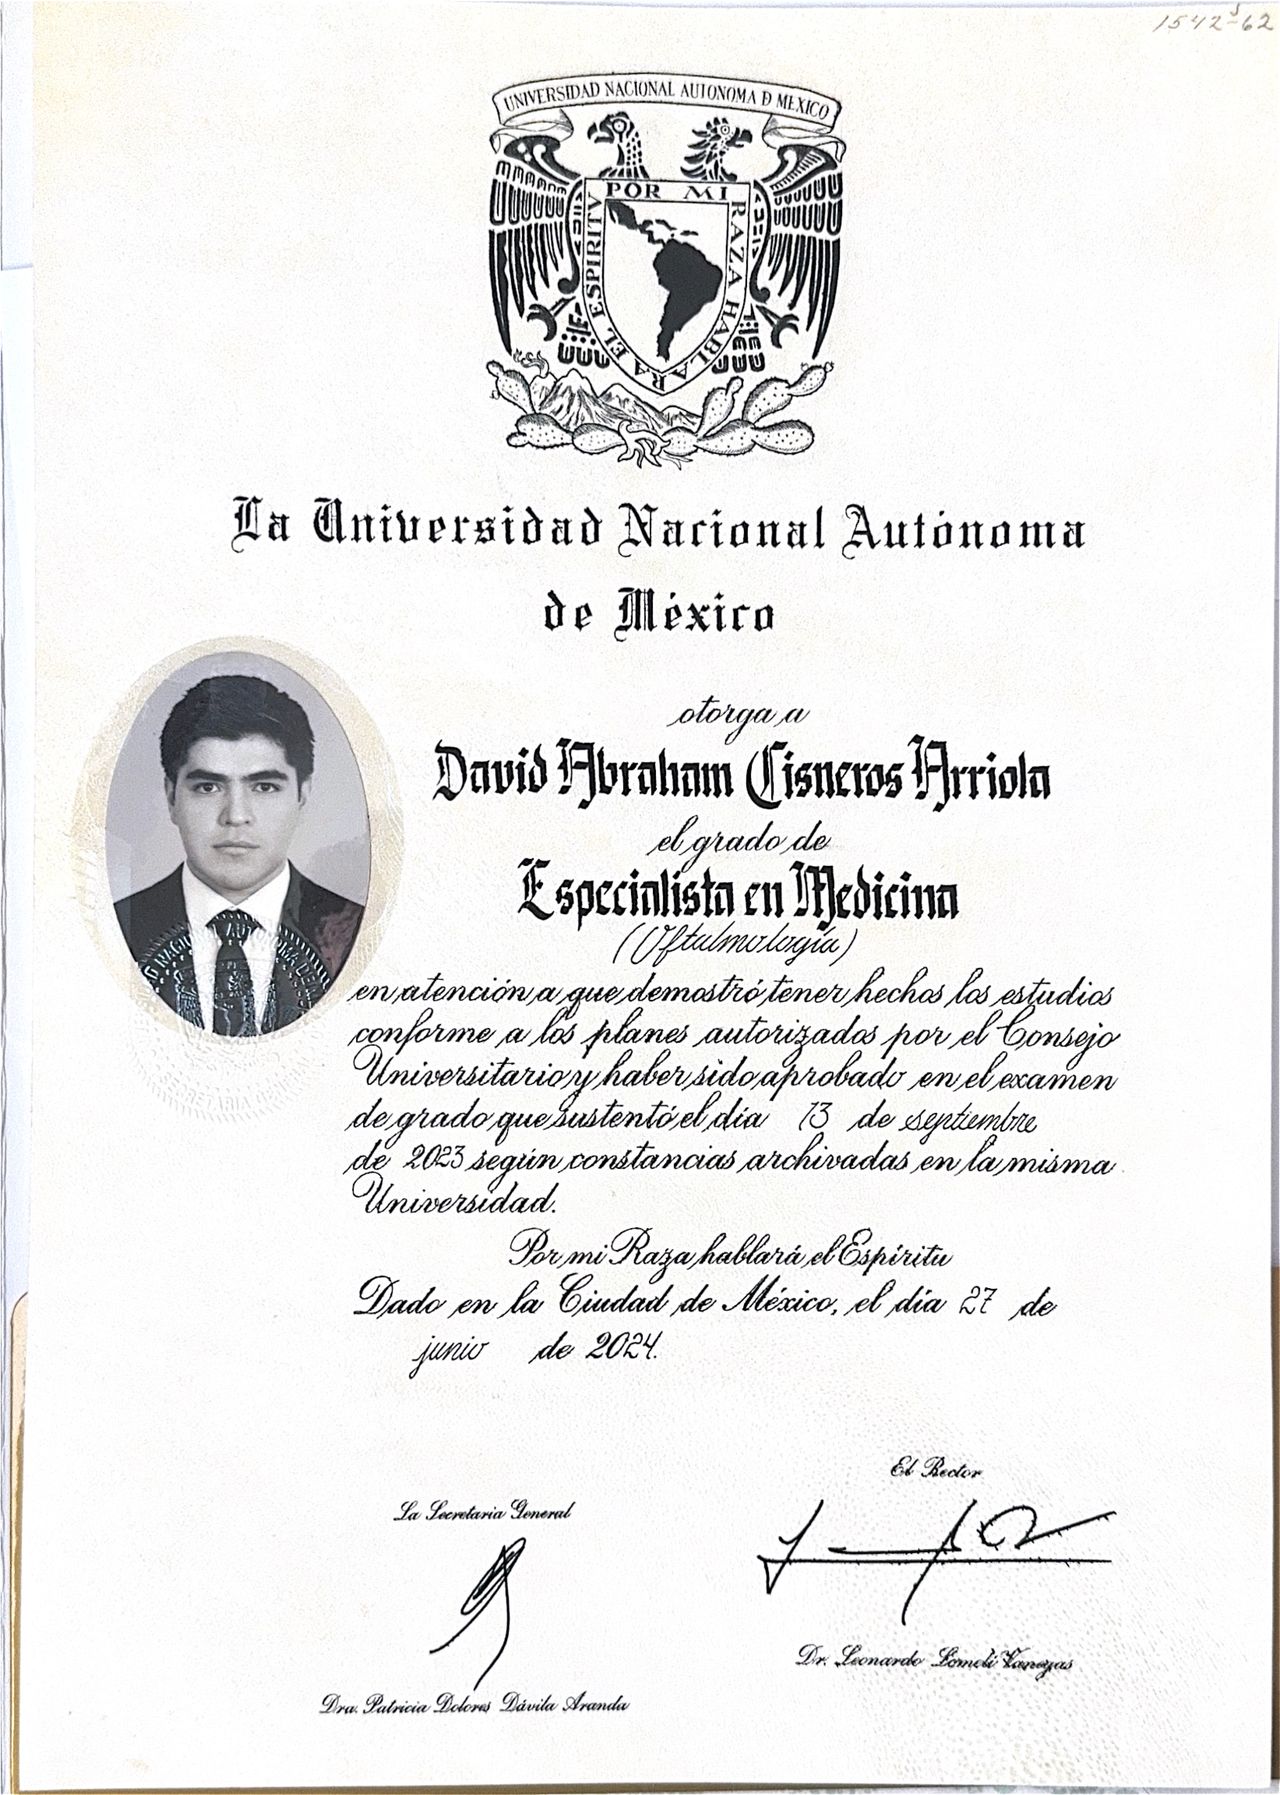 1542-62
UNIVERSIDAD NACIONAL AUTONOMA D MEXICO
POR MI RAZA HABLARA EL ESPIRITU
La Universidad Nacional Autónoma
de México
otorga a
David Abraham Cisneros Arriola
el grado de
Especialista en Medicina
(Oftalmología)
en atención a que demostró tener hechos los estudios
conforme a los planes autorizados por el Consejo
Universitario y haber sido aprobado en el examen
de grado que sustentó el día 13 de septiembre
de 2023 según constancias archivadas en la misma
Universidad.
Por mi Raza hablará el Espíritu
Dado en la Ciudad de México, el día 27 de
junio de 2024.
El Rector
La Secretaria General
Dr. Leonardo Lomelí Vanegas
Dra. Patricia Dolores Dávila Aranda